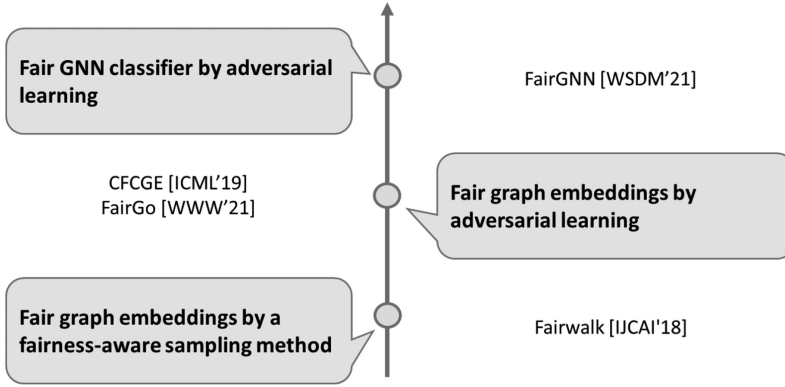 Fair GNN classifier by adversarial
learning
FairGNN [WSDM’21]
CFCGE [ICML’19]
FairGo [WWW’21]
Fair graph embeddings by
adversarial learning
Fair graph embeddings by a
fairness-aware sampling method
Fairwalk [IJCAI'18]